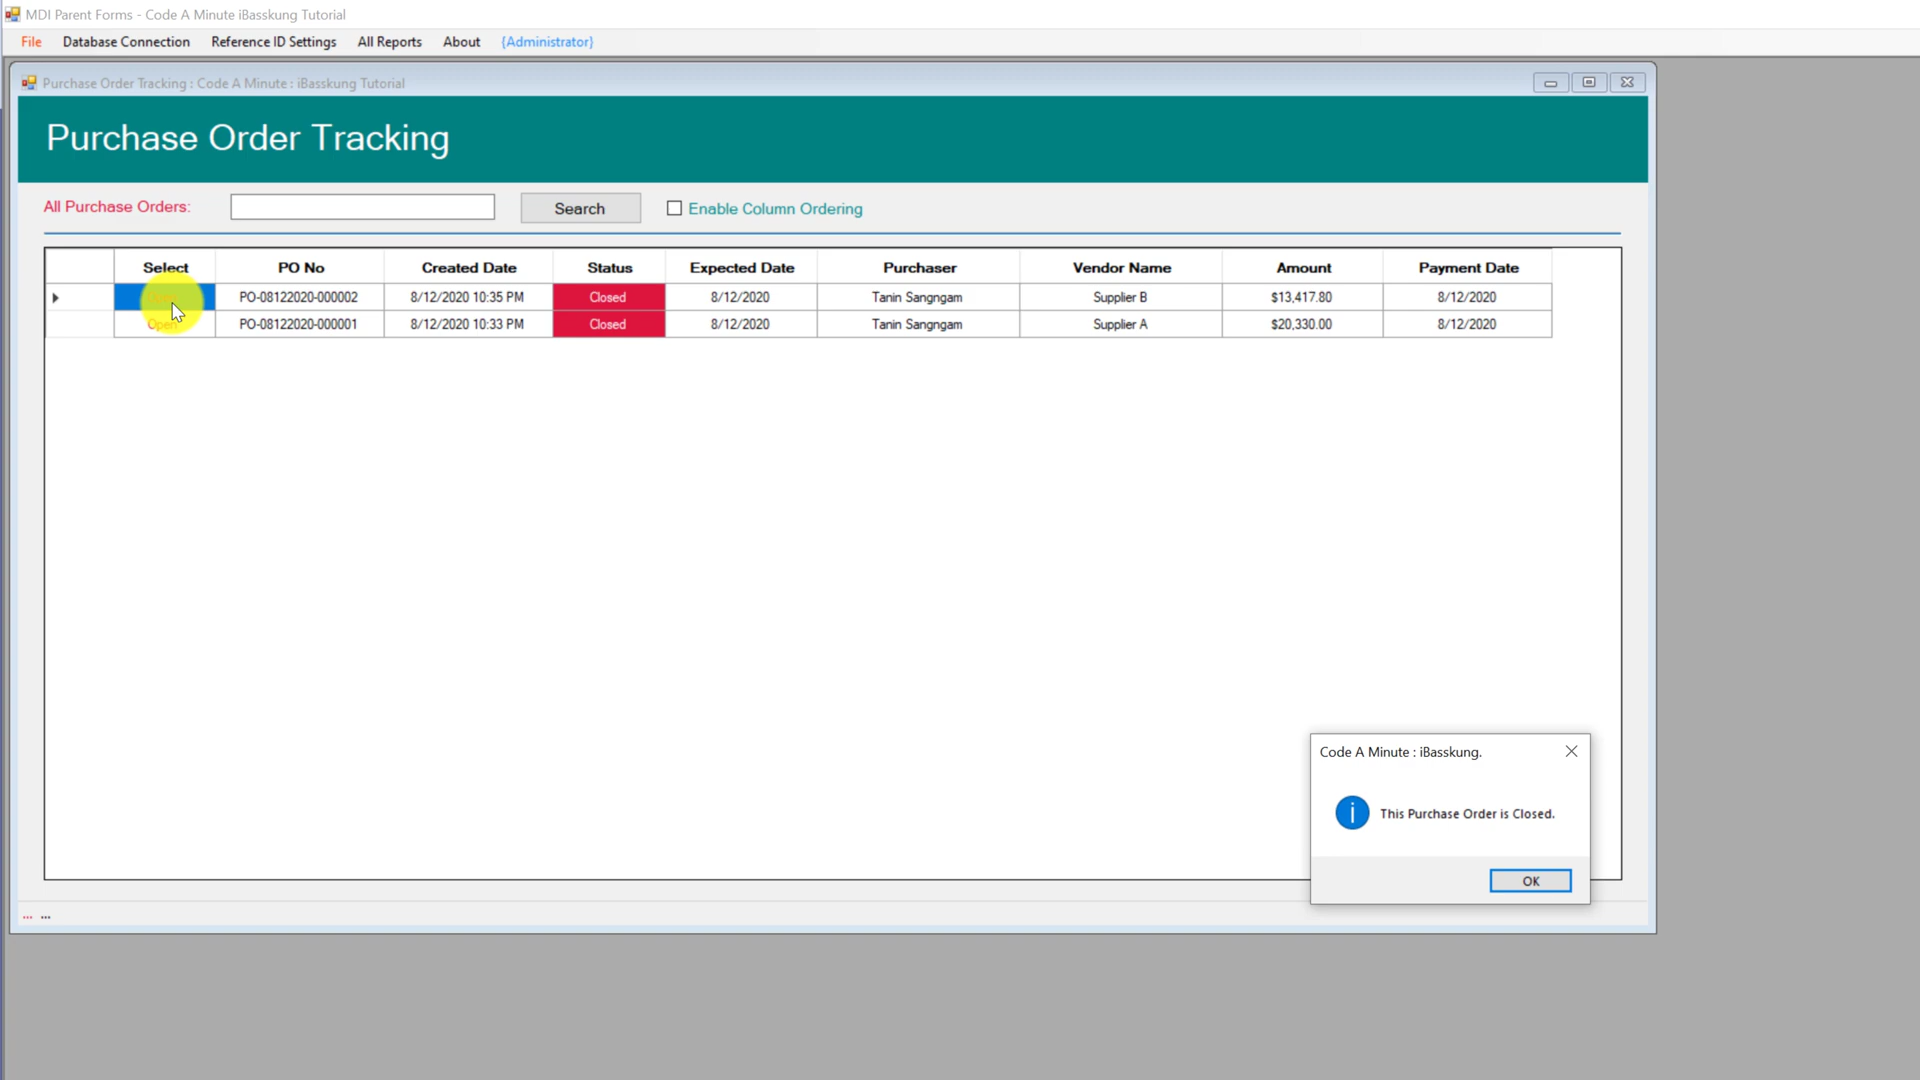 MDI Parent Forms - Code A Minute iBasskung Tutorial
File Database Connection Reference ID Settings All Reports About {Administrator}
Purchase Order Tracking : Code A Minute : iBasskung Tutorial
Purchase Order Tracking
All Purchase Orders: Search Enable Column Ordering
Select PO No Created Date Status Expected Date Purchaser Vendor Name Amount Payment Date
PO-08122020-000002 8/12/2020 10:35 PM Closed 8/12/2020 Tanin Sangngam Supplier B $13,417.80 8/12/2020
Open PO-08122020-000001 8/12/2020 10:33 PM Closed 8/12/2020 Tanin Sangngam Supplier A $20,330.00 8/12/2020
Code A Minute : iBasskung.
This Purchase Order is Closed.
OK
... ...